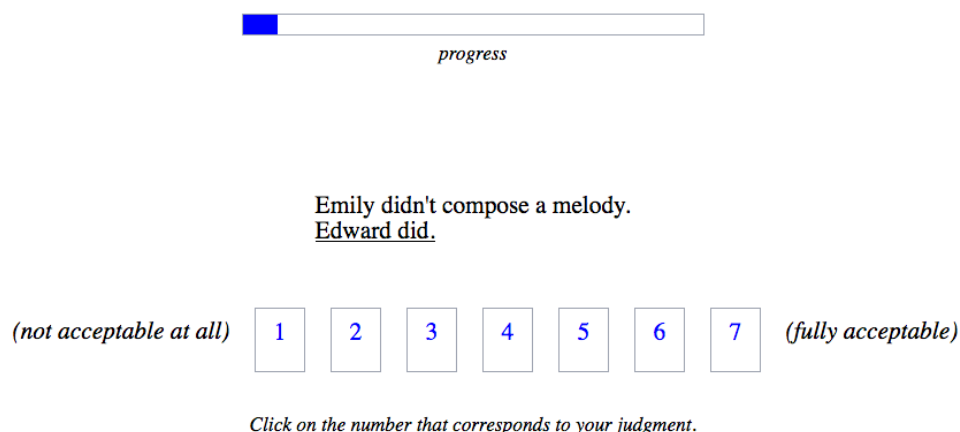 progress
Emily didn't compose a melody.
Edward did.
(not acceptable at all) 1 2 3 4 5 6 7 (fully acceptable)
Click on the number that corresponds to your judgment.